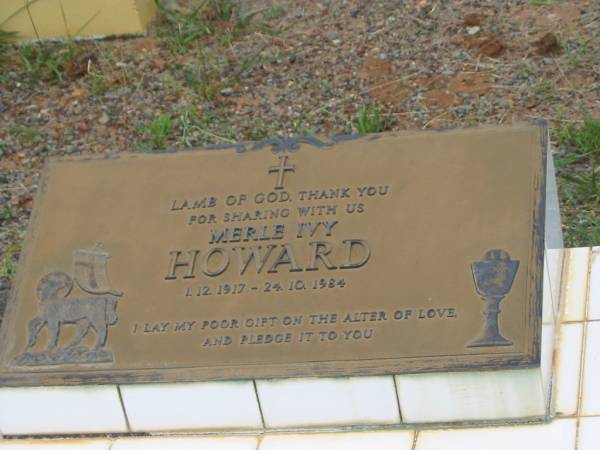 LAMB OF GOD, THANK YOU
FOR SHARING WITH US
MERLE IVY
HOWARD
1.12.1917 - 24.10.1984
I LAY MY POOR GIFT ON THE ALTER OF LOVE,
AND PLEDGE IT TO YOU